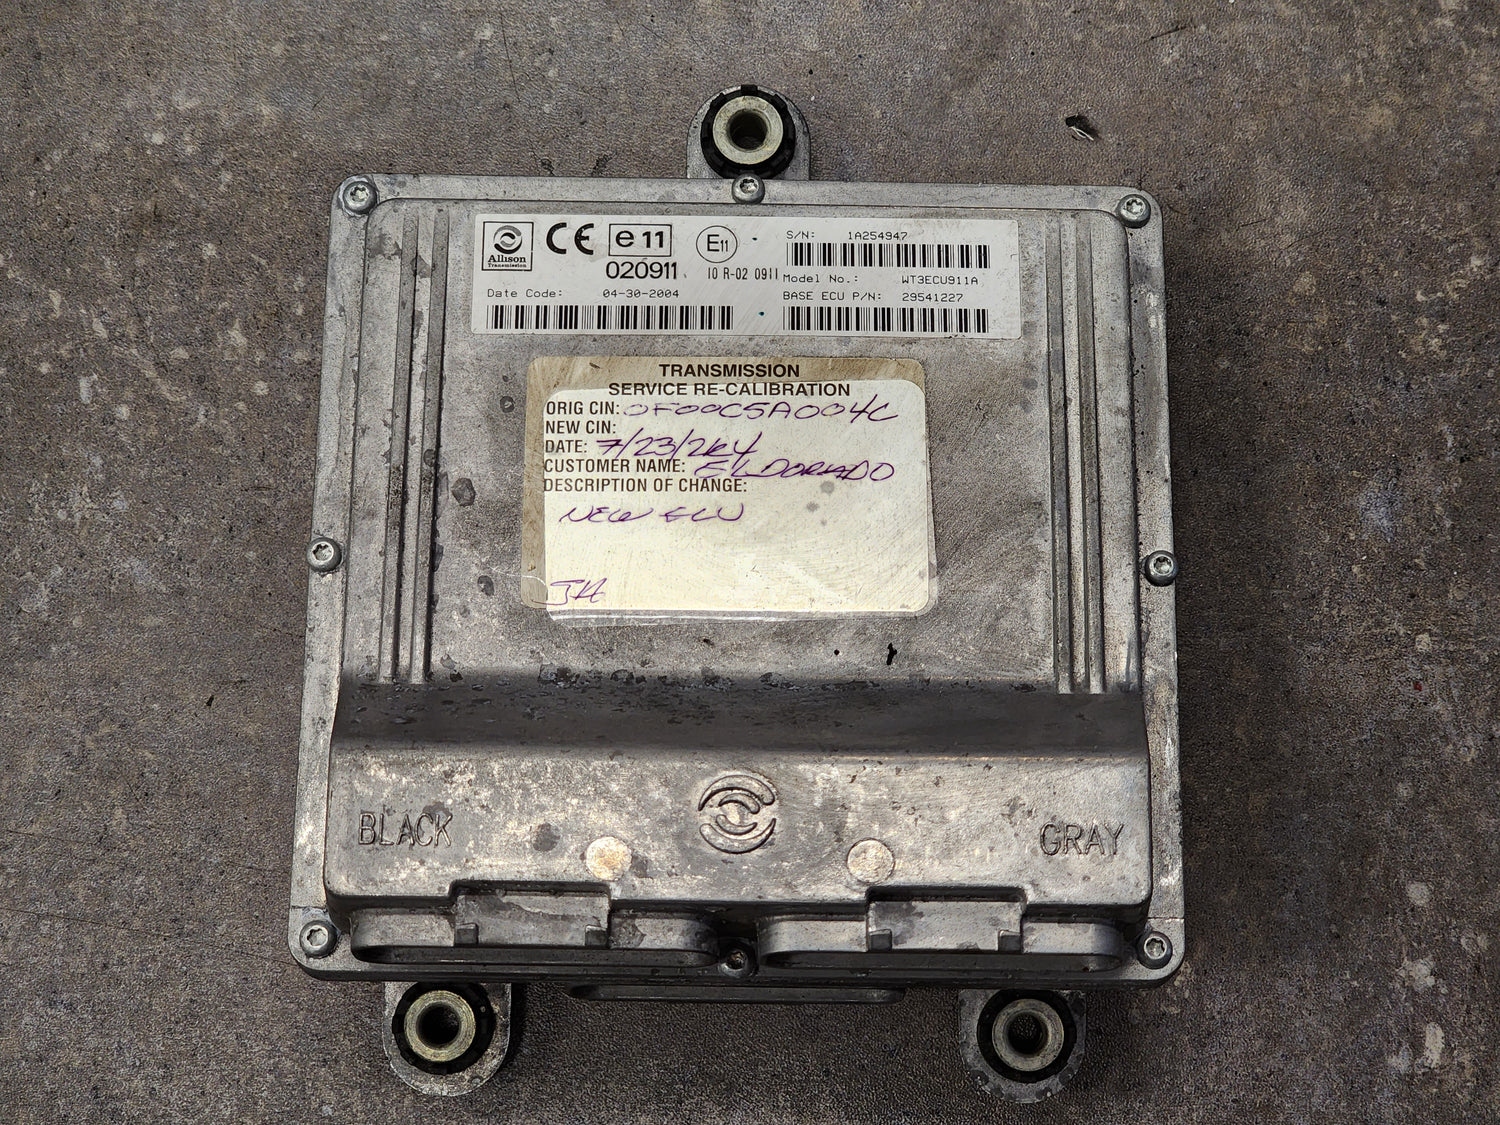 Allison
Transmission
CE
e11
020911
E11
10 R-02 0911
S/N: 1A254947
Model No.: WT3ECU911A
Date Code: 04-30-2004
BASE ECU P/N: 29541227
TRANSMISSION
SERVICE RE-CALIBRATION
ORIG CIN: 0F00C5A004C
NEW CIN:
DATE: 7/23/2K4
CUSTOMER NAME: ELDORADO
DESCRIPTION OF CHANGE:
NEW ECU
JH
BLACK
GRAY